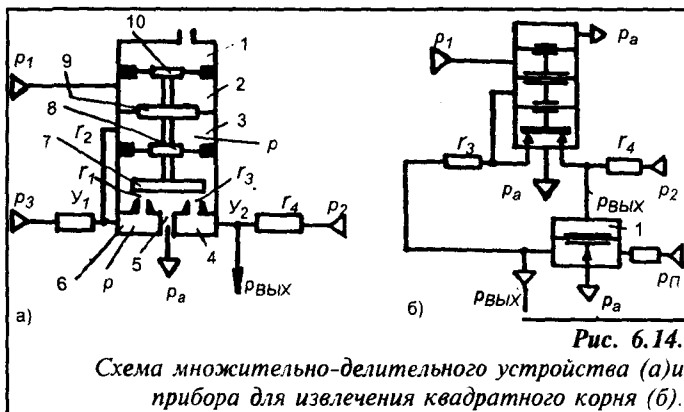 10
1
p1
9
2
8
3
r2
p
7
r1
r3
p3
У1
У2
r4
p2
6
p
5
4
pa
pвых
а)
p1
pa
r3
r4
pa
p2
pвых
1
pвых
pп
pa
б)
Рис. 6.14.
Схема множительно-делительного устройства (а)и
прибора для извлечения квадратного корня (б).